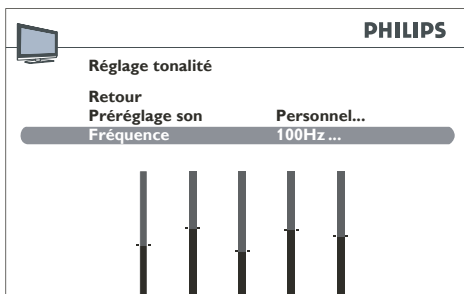 PHILIPS
Réglage tonalité
Retour
Préréglage son Personnel...
Fréquence 100Hz ...